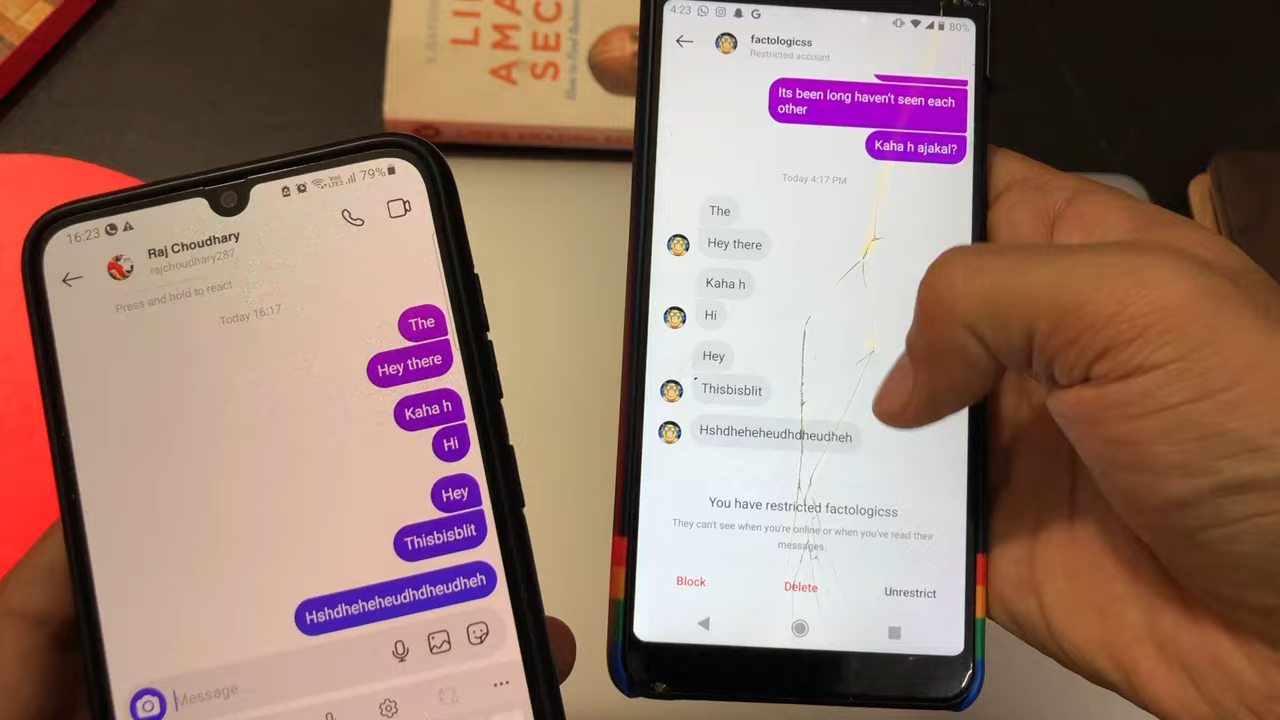 LI
AMA
SEC
16:23
79%
Raj Choudhary
rajchoudhary287
Press and hold to react
Today 16:17
The
Hey there
Kaha h
Hi
Hey
Thisbisblit
Hshdheheheudhdheudheh
Message
4:23
80%
factologicss
Restricted account
Its been long haven't seen each
other
Kaha h ajakal?
Today 4:17 PM
The
Hey there
Kaha h
Hi
Hey
Thisbisblit
Hshdheheheudhdheudheh
You have restricted factologicss
They can't see when you're online or when you've read their
messages.
Block
Delete
Unrestrict